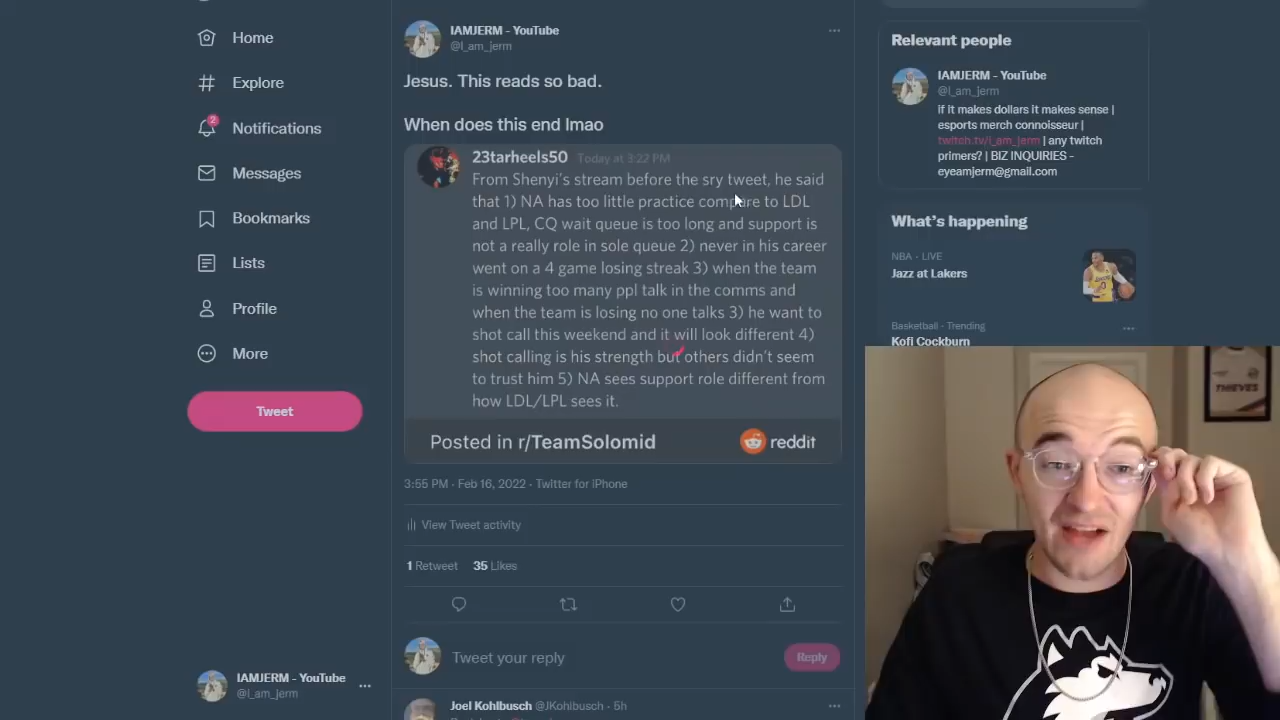 Home
Explore
2
Notifications
Messages
Bookmarks
Lists
Profile
More
Tweet
IAMJERM - YouTube
@I_am_jerm
IAMJERM - YouTube
@I_am_jerm
Jesus. This reads so bad.
When does this end lmao
23tarheels50 Today at 3:22 PM
From Shenyi's stream before the sry tweet, he said
that 1) NA has too little practice compare to LDL
and LPL, CQ wait queue is too long and support is
not a really role in sole queue 2) never in his career
went on a 4 game losing streak 3) when the team
is winning too many ppl talk in the comms and
when the team is losing no one talks 3) he want to
shot call this weekend and it will look different 4)
shot calling is his strength but others didn't seem
to trust him 5) NA sees support role different from
how LDL/LPL sees it.
Posted in r/TeamSolomid
reddit
3:55 PM · Feb 16, 2022 · Twitter for iPhone
View Tweet activity
1 Retweet 35 Likes
Tweet your reply
Reply
Joel Kohlbusch @JKohlbusch · 5h
Relevant people
IAMJERM - YouTube
@I_am_jerm
if it makes dollars it makes sense |
esports merch connoisseur |
twitch.tv/i_am_jerm | any twitch
primers? | BIZ INQUIRIES -
eyeamjerm@gmail.com
What's happening
NBA · LIVE
Jazz at Lakers
Basketball · Trending
Kofi Cockburn
THIEVES